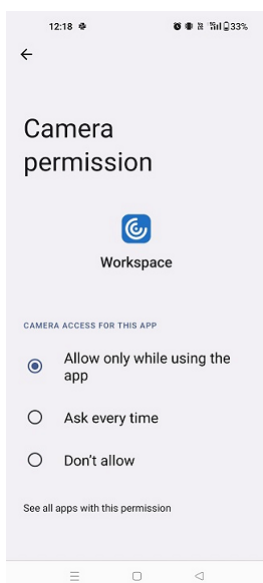 12:18
33%
Camera
permission
Workspace
CAMERA ACCESS FOR THIS APP
Allow only while using the
app
Ask every time
Don't allow
See all apps with this permission